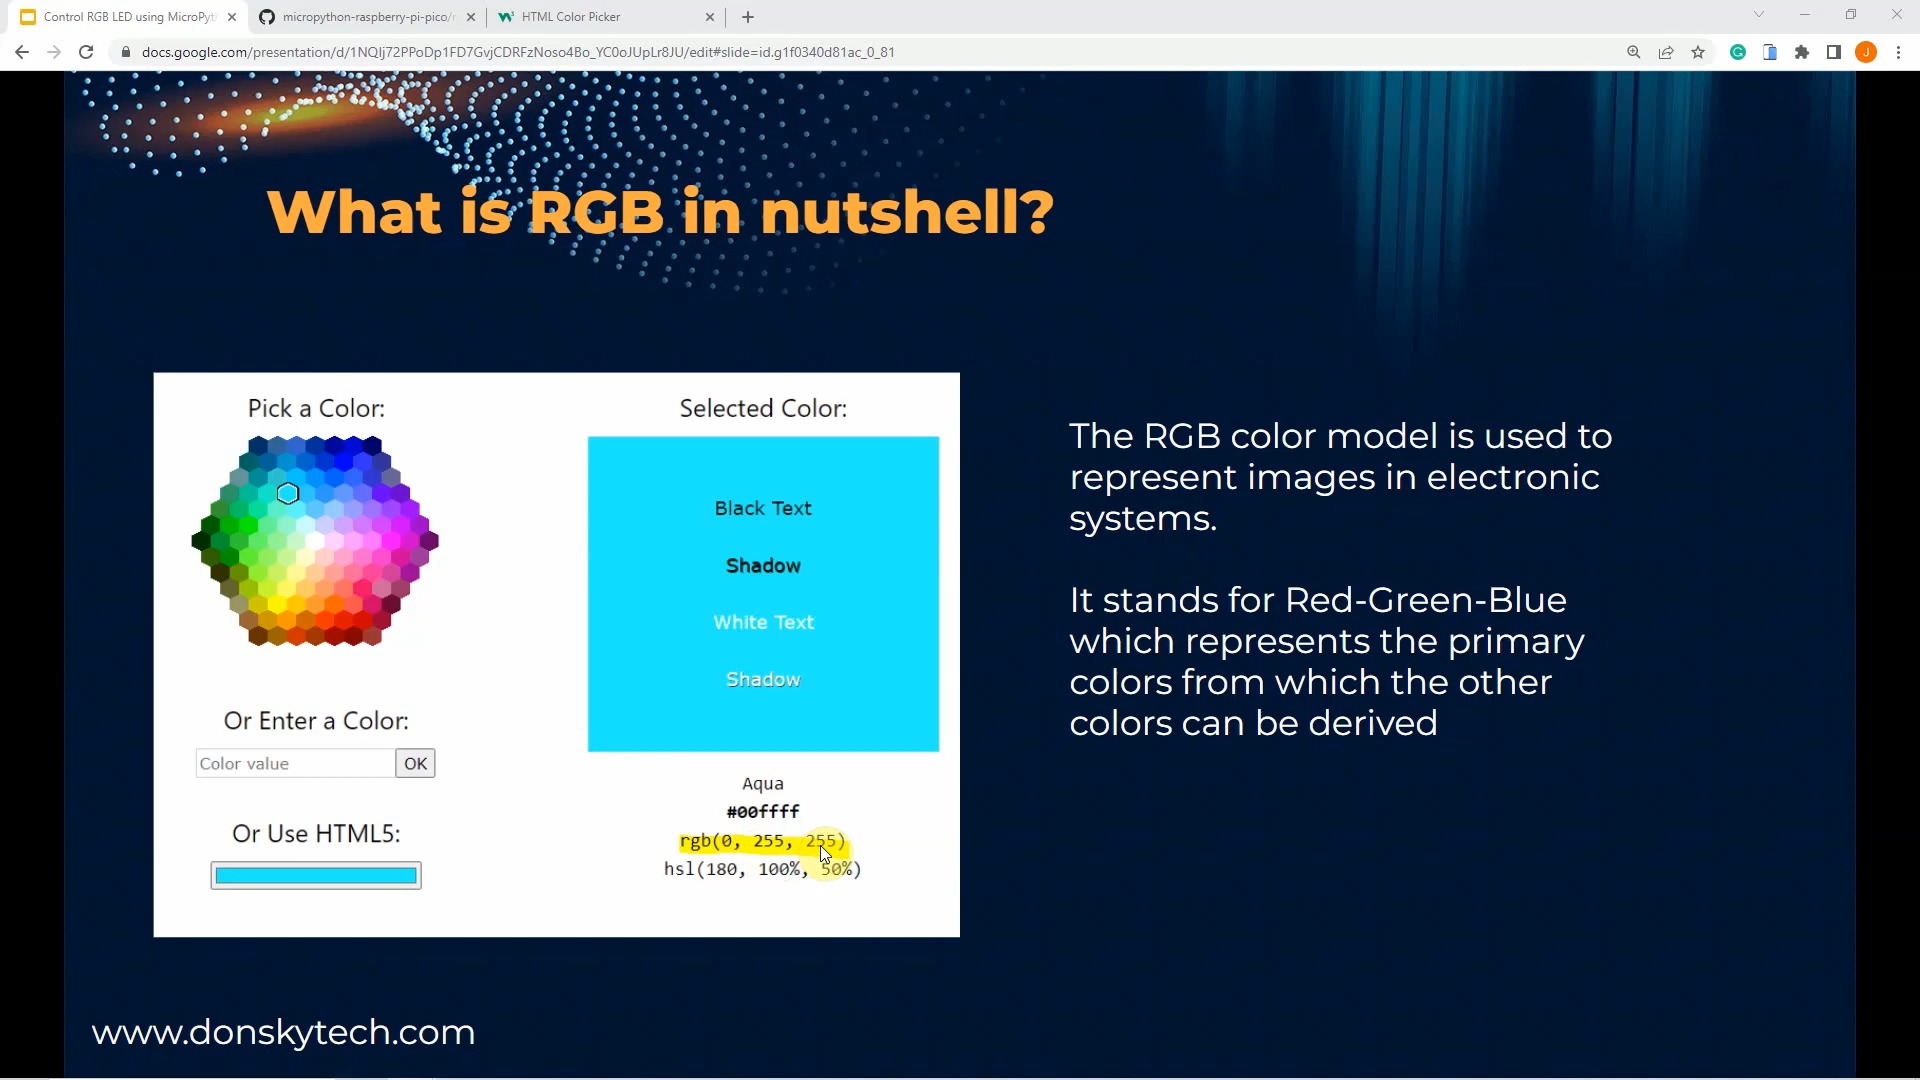 Control RGB LED using MicroPyt
micropython-raspberry-pi-pico/r
HTML Color Picker
docs.google.com/presentation/d/1NQIj72PPoDp1FD7GvjCDRFzNoso4Bo_YC0oJUpLr8JU/edit#slide=id.g1f0340d81ac_0_81
J
What is RGB in nutshell?
Pick a Color:
Selected Color:
Black Text
Shadow
White Text
Shadow
Or Enter a Color:
Color value
OK
Or Use HTML5:
Aqua
#00ffff
rgb(0, 255, 255)
hsl(180, 100%, 50%)
The RGB color model is used to
represent images in electronic
systems.
It stands for Red-Green-Blue
which represents the primary
colors from which the other
colors can be derived
www.donskytech.com